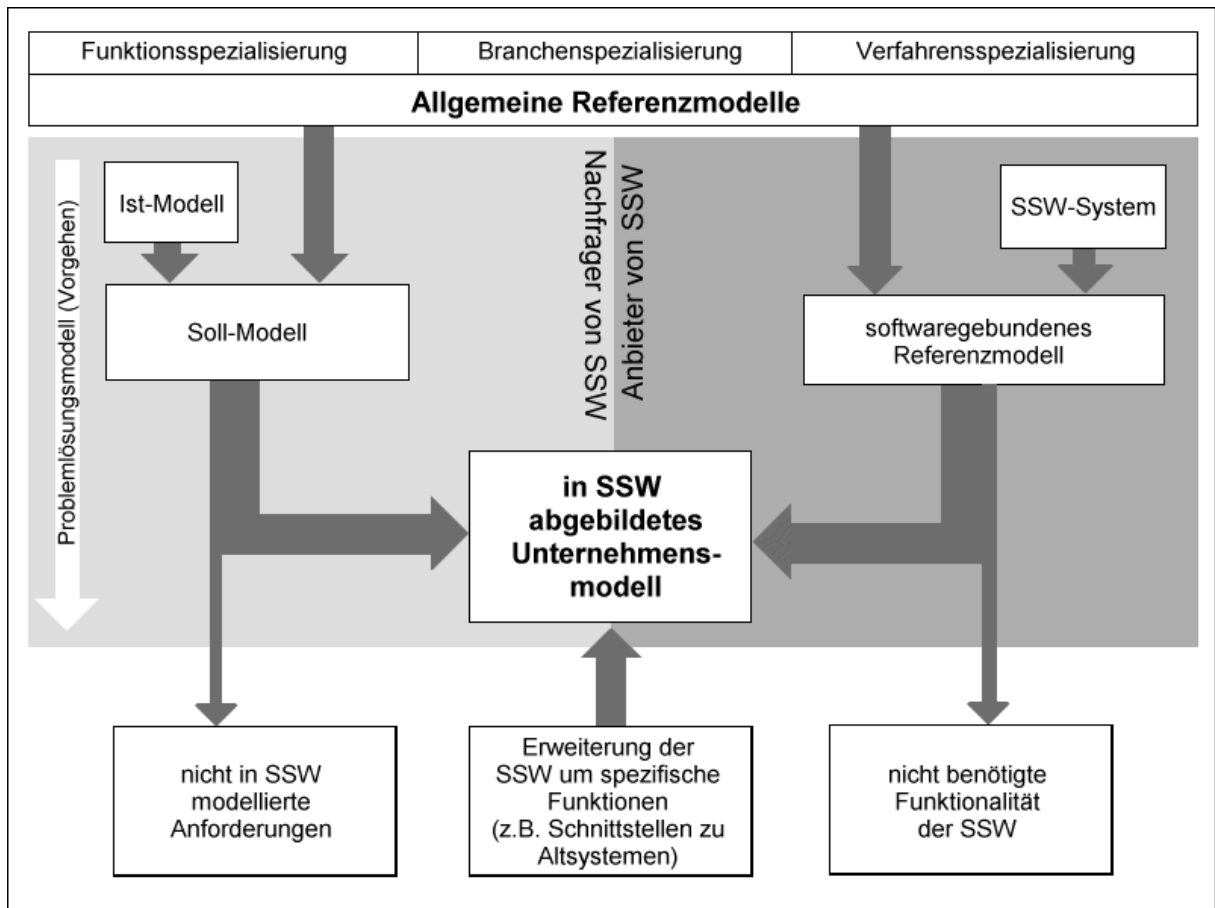 Funktionsspezialisierung
Branchenspezialisierung
Verfahrensspezialisierung
Allgemeine Referenzmodelle
Problemlösungsmodell (Vorgehen)
Ist-Modell
Soll-Modell
Nachfrager von SSW
Anbieter von SSW
SSW-System
softwaregebundenes
Referenzmodell
in SSW
abgebildetes
Unternehmens-
modell
nicht in SSW
modellierte
Anforderungen
Erweiterung der
SSW um spezifische
Funktionen
(z.B. Schnittstellen zu
Altsystemen)
nicht benötigte
Funktionalität
der SSW